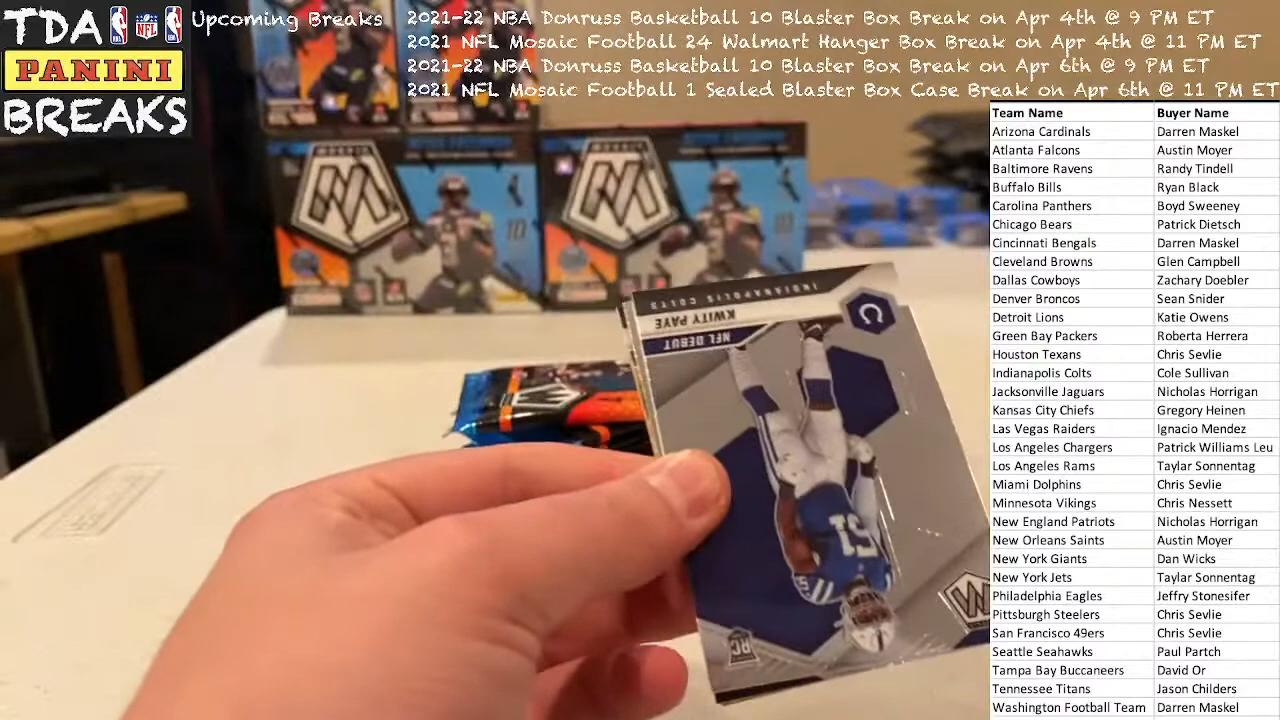 TDA
PANINI
BREAKS
Upcoming Breaks
2021-22 NBA Donruss Basketball 10 Blaster Box Break on Apr 4th @ 9 PM ET
2021 NFL Mosaic Football 24 Walmart Hanger Box Break on Apr 4th @ 11 PM ET
2021-22 NBA Donruss Basketball 10 Blaster Box Break on Apr 6th @ 9 PM ET
2021 NFL Mosaic Football 1 Sealed Blaster Box Case Break on Apr 6th @ 11 PM ET
Team Name Buyer Name
Arizona Cardinals Darren Maskel
Atlanta Falcons Austin Moyer
Baltimore Ravens Randy Tindell
Buffalo Bills Ryan Black
Carolina Panthers Boyd Sweeney
Chicago Bears Patrick Dietsch
Cincinnati Bengals Darren Maskel
Cleveland Browns Glen Campbell
Dallas Cowboys Zachary Doebler
Denver Broncos Sean Snider
Detroit Lions Katie Owens
Green Bay Packers Roberta Herrera
Houston Texans Chris Sevlie
Indianapolis Colts Cole Sullivan
Jacksonville Jaguars Nicholas Horrigan
Kansas City Chiefs Gregory Heinen
Las Vegas Raiders Ignacio Mendez
Los Angeles Chargers Patrick Williams Leu
Los Angeles Rams Taylar Sonnentag
Miami Dolphins Chris Sevlie
Minnesota Vikings Chris Nessett
New England Patriots Nicholas Horrigan
New Orleans Saints Austin Moyer
New York Giants Dan Wicks
New York Jets Taylar Sonnentag
Philadelphia Eagles Jeffry Stonesifer
Pittsburgh Steelers Chris Sevlie
San Francisco 49ers Chris Sevlie
Seattle Seahawks Paul Partch
Tampa Bay Buccaneers David Or
Tennessee Titans Jason Childers
Washington Football Team Darren Maskel
MOSAIC
M
10
MOSAIC
M
INDIANAPOLIS COLTS
KWITY PAYE
NFL DEBUT
51
RC
M